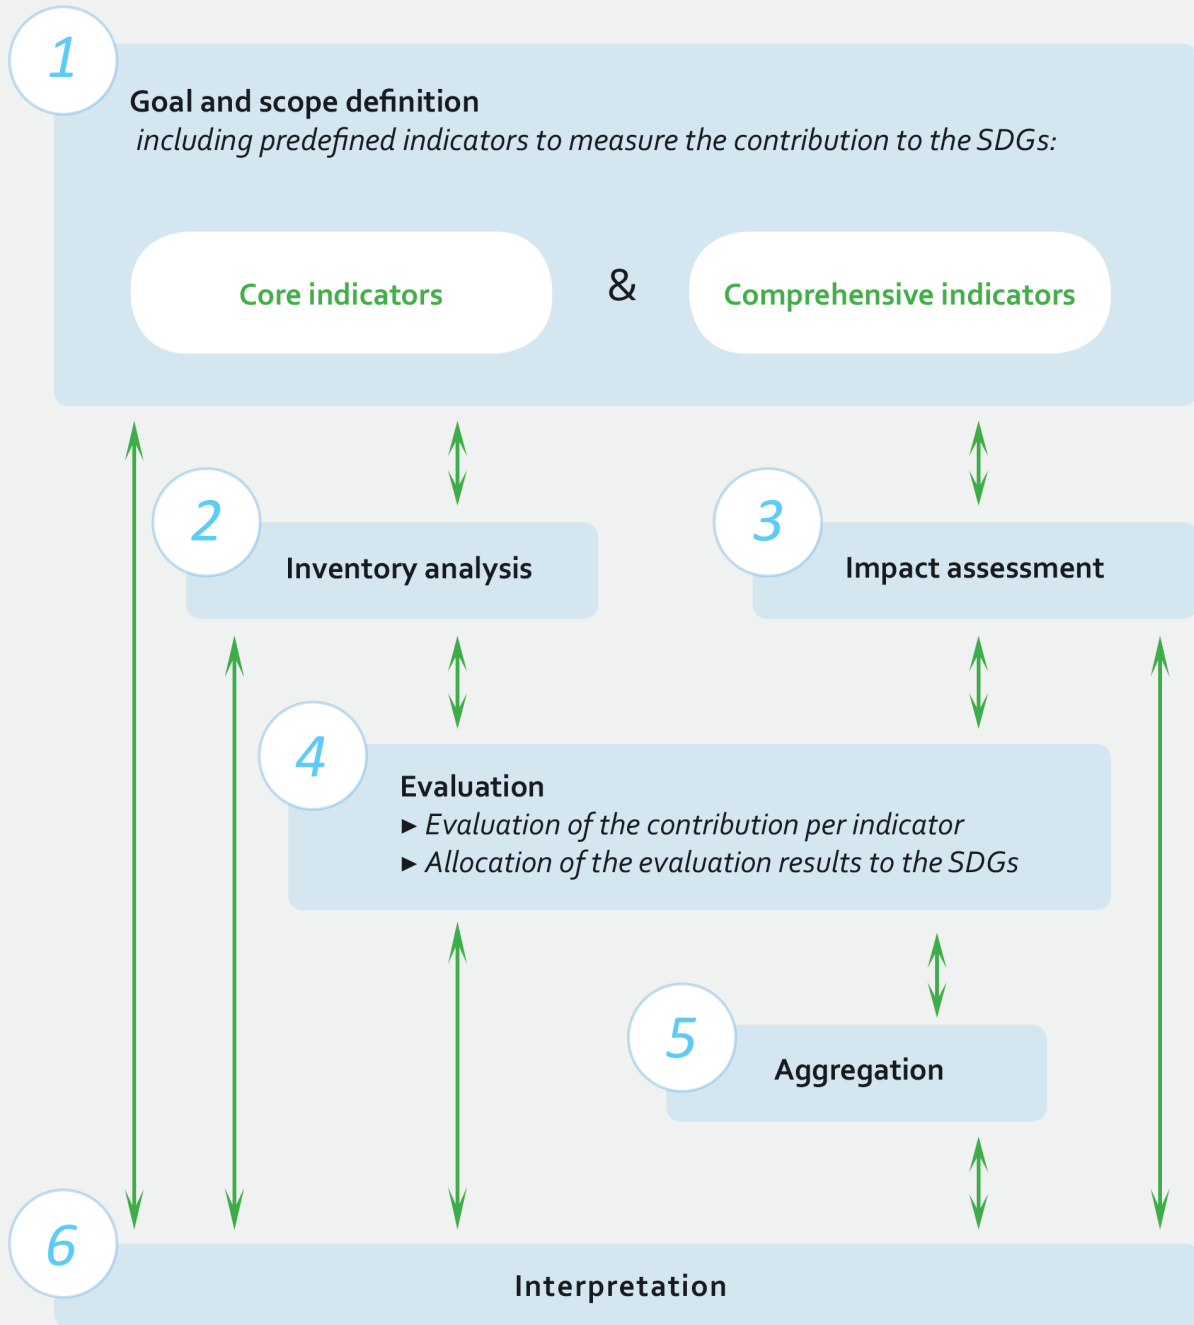 1
Goal and scope definition
including predefined indicators to measure the contribution to the SDGs:
Core indicators & Comprehensive indicators
2
Inventory analysis
3
Impact assessment
4
Evaluation
► Evaluation of the contribution per indicator
► Allocation of the evaluation results to the SDGs
5
Aggregation
6
Interpretation